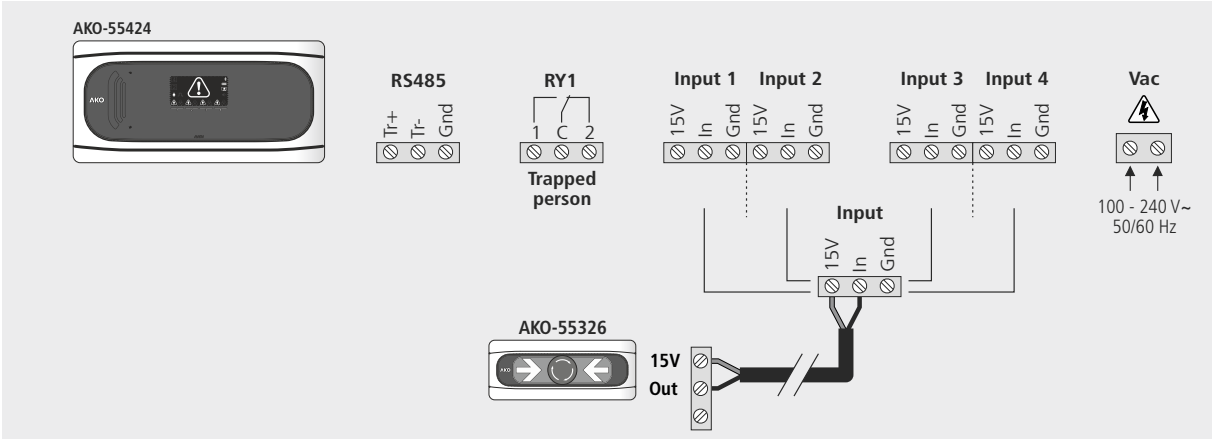 AKO-55424
AKO
RS485
Tr+
Tr-
Gnd
RY1
1 C 2
Trapped
person
Input 1
15V
In
Gnd
Input 2
15V
In
Gnd
Input 3
15V
In
Gnd
Input 4
15V
In
Gnd
Vac
100 - 240 V~
50/60 Hz
Input
15V
In
Gnd
AKO-55326
AKO
15V
Out